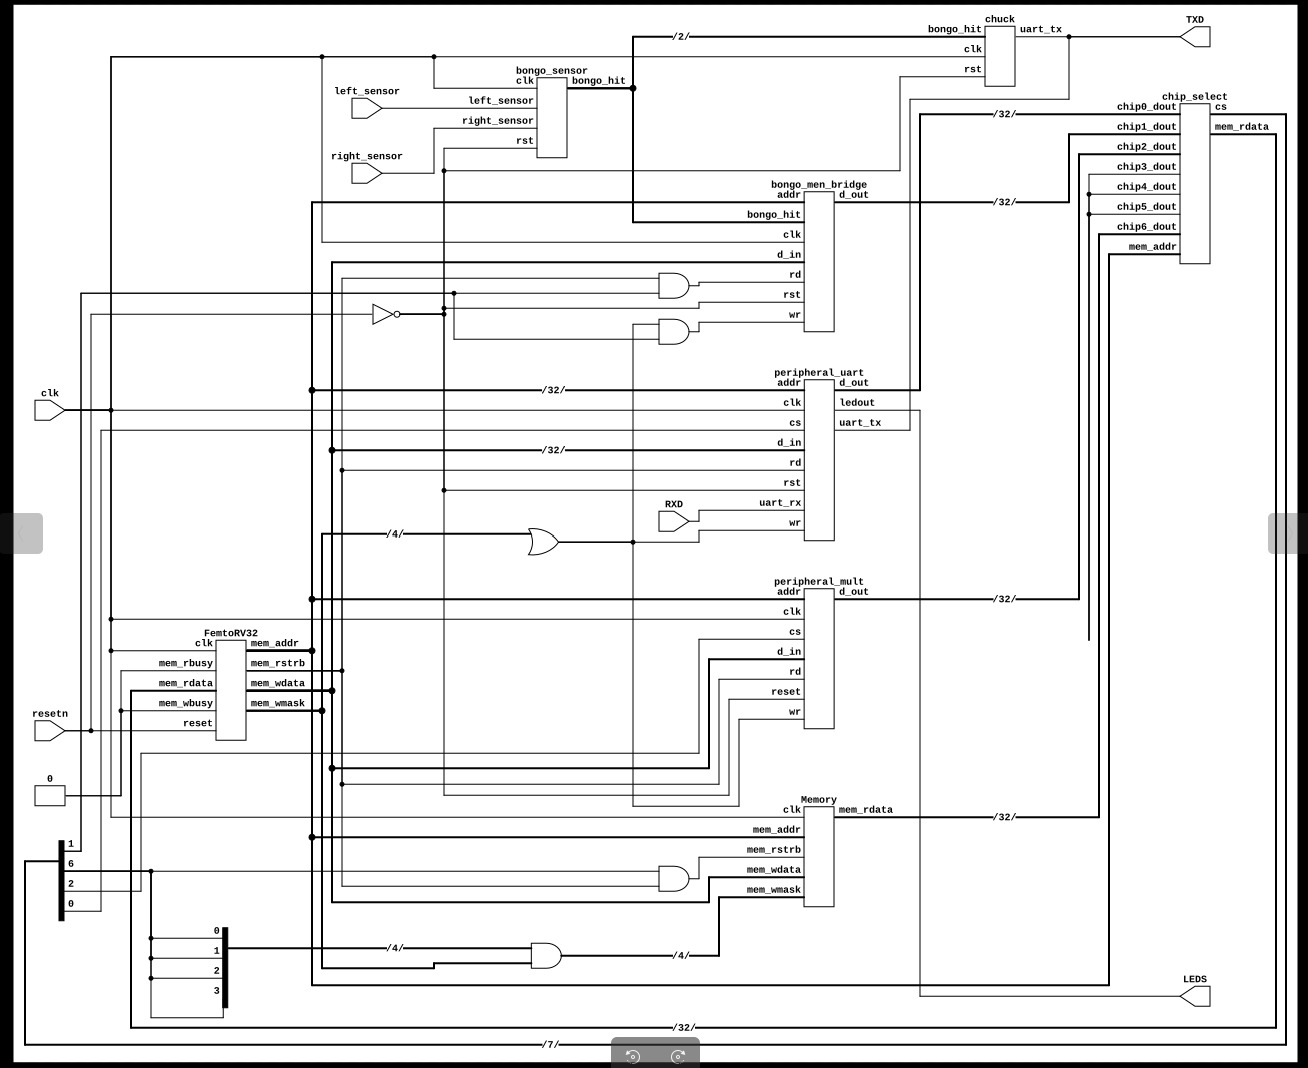 chuck
TXD
bongo_hit
uart_tx
clk
rst
/2/
bongo_sensor
clk
bongo_hit
left_sensor
left_sensor
right_sensor
right_sensor
rst
chip_select
chip0_dout
cs
chip1_dout
mem_rdata
chip2_dout
chip3_dout
chip4_dout
chip5_dout
chip6_dout
mem_addr
/32/
/32/
bongo_men_bridge
addr
d_out
/32/
bongo_hit
clk
d_in
rd
rst
wr
clk
peripheral_uart
addr
d_out
/32/
clk
ledout
cs
uart_tx
/32/
d_in
rd
rst
RXD
uart_rx
wr
/4/
peripheral_mult
addr
d_out
/32/
clk
cs
d_in
rd
reset
wr
FemtoRV32
clk
mem_addr
mem_rbusy
mem_rstrb
mem_rdata
mem_wdata
mem_wbusy
mem_wmask
reset
resetn
0
Memory
clk
mem_rdata
/32/
mem_addr
mem_rstrb
mem_wdata
mem_wmask
1
6
2
0
0
1
2
3
/4/
/4/
LEDS
/32/
/7/